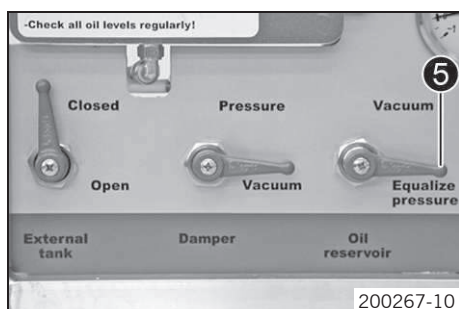 -Check all oil levels regularly!
5
Closed Pressure Vacuum
Open Vacuum Equalize
pressure
External Damper Oil
tank reservoir
200267-10